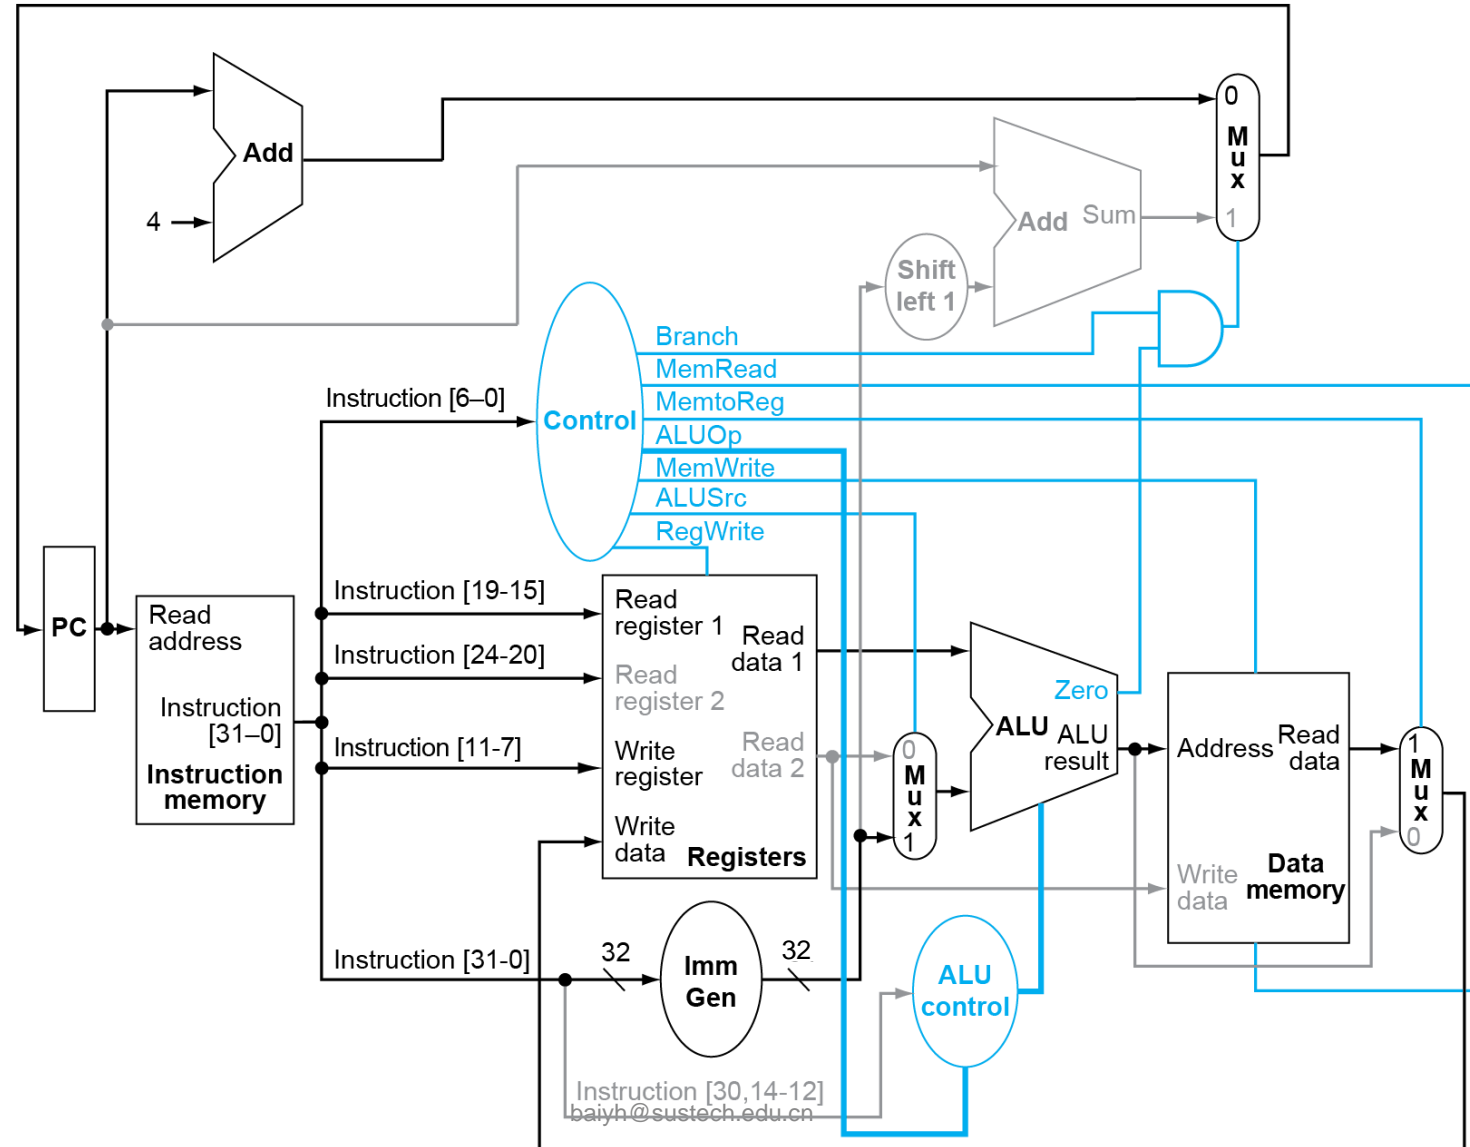 0
M
u
x
1
Add
4
Add Sum
Shift
left 1
Branch
MemRead
MemtoReg
ALUOp
MemWrite
ALUSrc
RegWrite
Control
Instruction [6–0]
Instruction [19-15]
Instruction [24-20]
Instruction [11-7]
Instruction [31-0]
PC
Read
address
Instruction
[31–0]
Instruction
memory
Read
register 1
Read
register 2
Write
register
Write
data
Read
data 1
Read
data 2
Registers
0
M
u
x
1
Zero
ALU
ALU
result
Address
Read
data
Write
data
Data
memory
1
M
u
x
0
32
Imm
Gen
32
ALU
control
Instruction [30,14-12]
baiyh@sustech.edu.cn